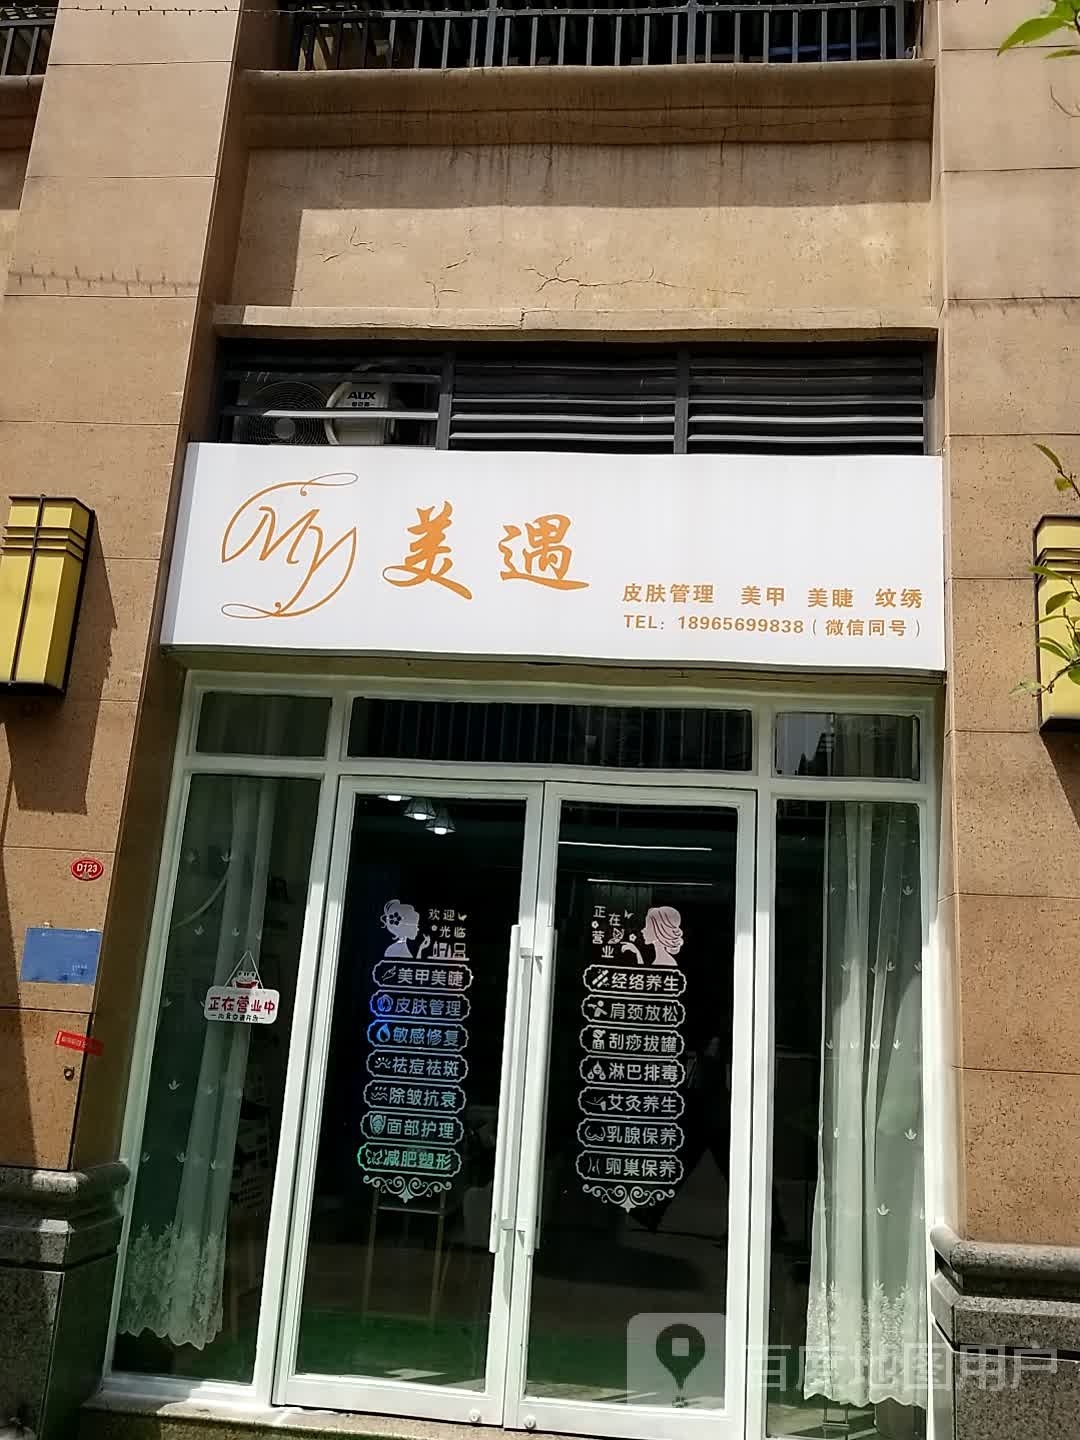 AUX
MY 美遇
皮肤管理 美甲 美睫 纹绣
TEL: 18965699838（微信同号）
D123
正在营业中
欢迎
光临
美甲美睫
皮肤管理
敏感修复
祛痘祛斑
除皱抗衰
面部护理
减肥塑形
正在
营业
经络养生
肩颈放松
刮痧拔罐
淋巴排毒
艾灸养生
乳腺保养
卵巢保养
百度地图用户